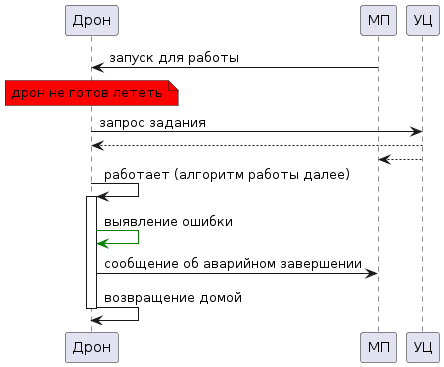 Дрон МП УЦ
запуск для работы
дрон не готов лететь
запрос задания
работает (алгоритм работы далее)
выявление ошибки
сообщение об аварийном завершении
возвращение домой
Дрон МП УЦ